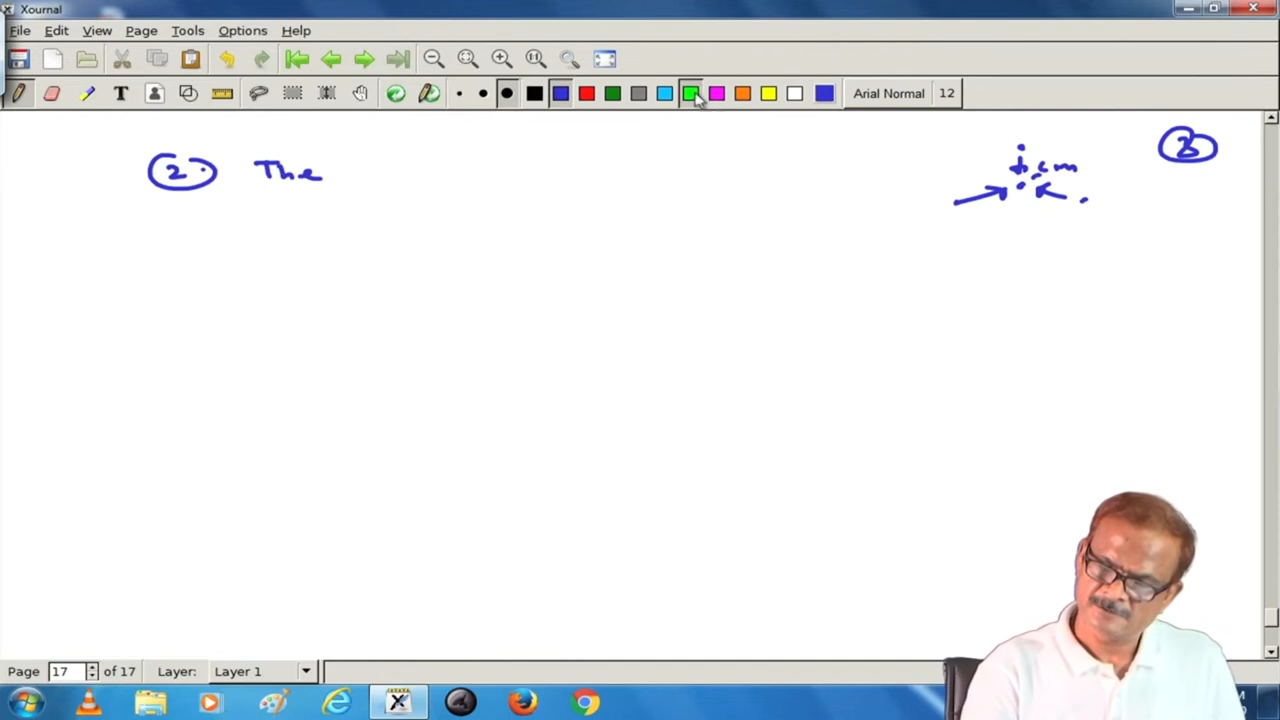 Xournal
File Edit View Page Tools Options Help
Arial Normal 12
② The
cm
Page 17 of 17 Layer: Layer 1